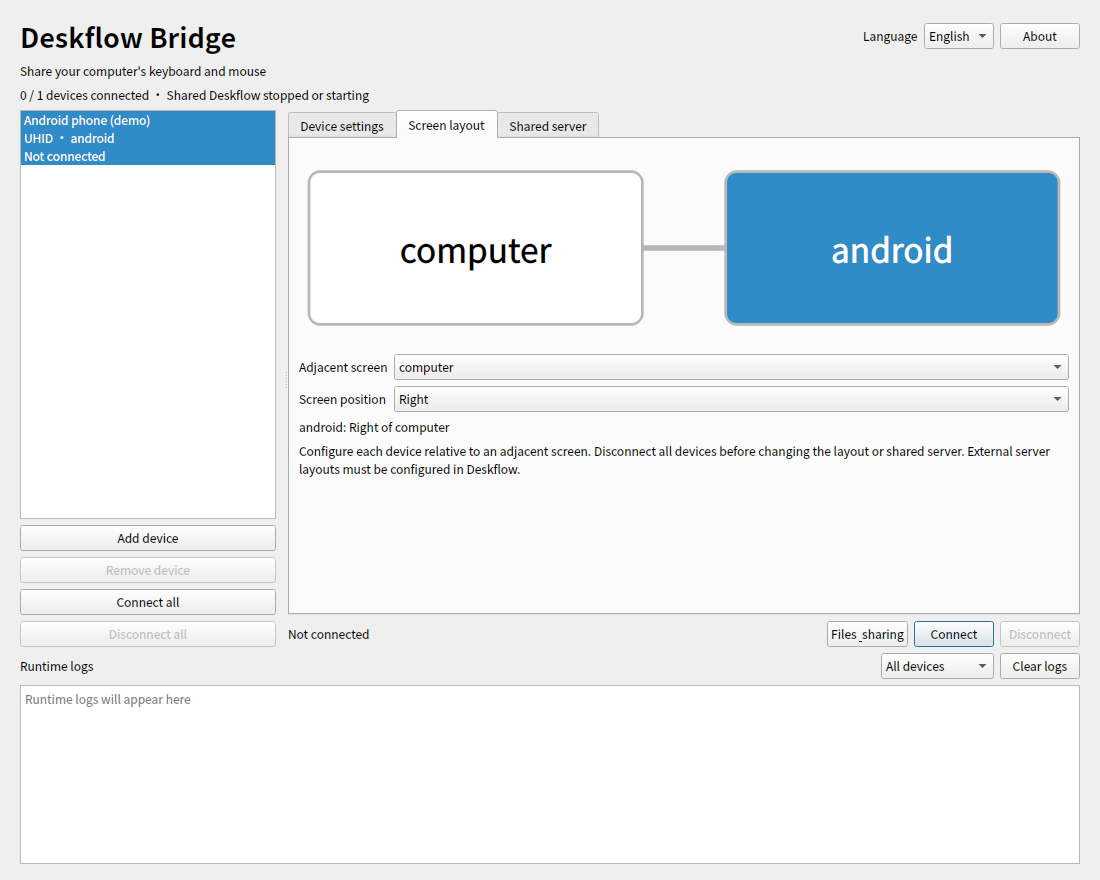 Deskflow Bridge
Language
English
About
Share your computer's keyboard and mouse
0 / 1 devices connected · Shared Deskflow stopped or starting
Android phone (demo)
UHID · android
Not connected
Device settings
Screen layout
Shared server
computer
android
Adjacent screen
computer
Screen position
Right
android: Right of computer
Configure each device relative to an adjacent screen. Disconnect all devices before changing the layout or shared server. External server
layouts must be configured in Deskflow.
Add device
Remove device
Connect all
Disconnect all
Not connected
Files_sharing
Connect
Disconnect
Runtime logs
All devices
Clear logs
Runtime logs will appear here